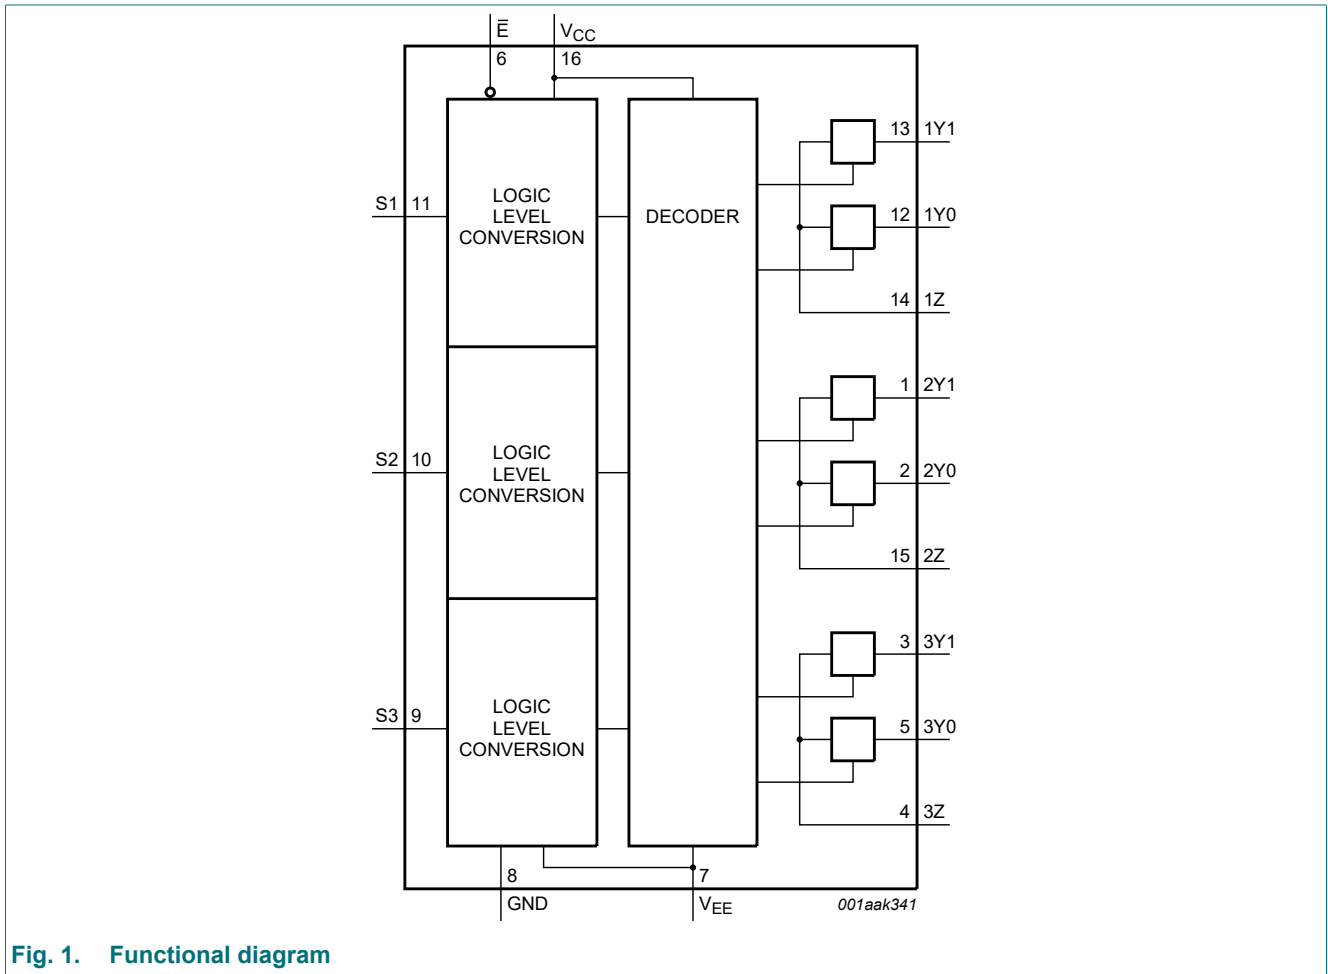 E̅ VCC
6 16
13 1Y1
LOGIC
LEVEL
CONVERSION
DECODER
S1 11
12 1Y0
14 1Z
1 2Y1
S2 10
LOGIC
LEVEL
CONVERSION
2 2Y0
15 2Z
3 3Y1
S3 9
LOGIC
LEVEL
CONVERSION
5 3Y0
4 3Z
8 7
GND VEE 001aak341
Fig. 1. Functional diagram